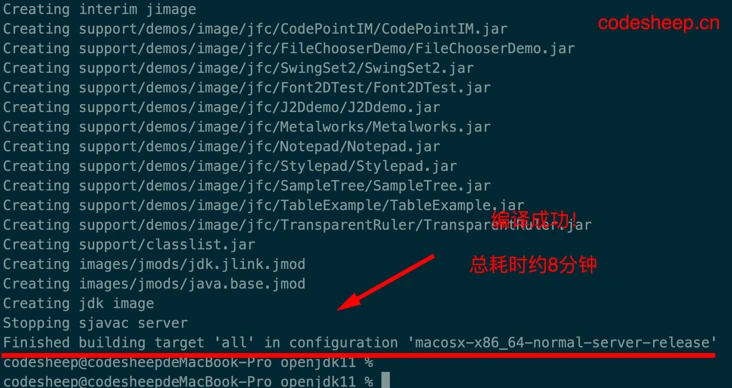 Creating interim jimage
codesheep.cn
Creating support/demos/image/jfc/CodePointIM/CodePointIM.jar
Creating support/demos/image/jfc/FileChooserDemo/FileChooserDemo.jar
Creating support/demos/image/jfc/SwingSet2/SwingSet2.jar
Creating support/demos/image/jfc/Font2DTest/Font2DTest.jar
Creating support/demos/image/jfc/J2Ddemo/J2Ddemo.jar
Creating support/demos/image/jfc/Metalworks/Metalworks.jar
Creating support/demos/image/jfc/Notepad/Notepad.jar
Creating support/demos/image/jfc/Stylepad/Stylepad.jar
Creating support/demos/image/jfc/SampleTree/SampleTree.jar
Creating support/demos/image/jfc/TableExample/TableExample.jar
编译成功!
Creating support/demos/image/jfc/TransparentRuler/TransparentRuler.jar
Creating support/classlist.jar
Creating images/jmods/jdk.jlink.jmod
总耗时约8分钟
Creating images/jmods/java.base.jmod
Creating jdk image
Stopping sjavac server
Finished building target 'all' in configuration 'macosx-x86_64-normal-server-release'
codesheep@codesheepdeMacBook-Pro openjdk11 %
codesheep@codesheepdeMacBook-Pro openjdk11 %